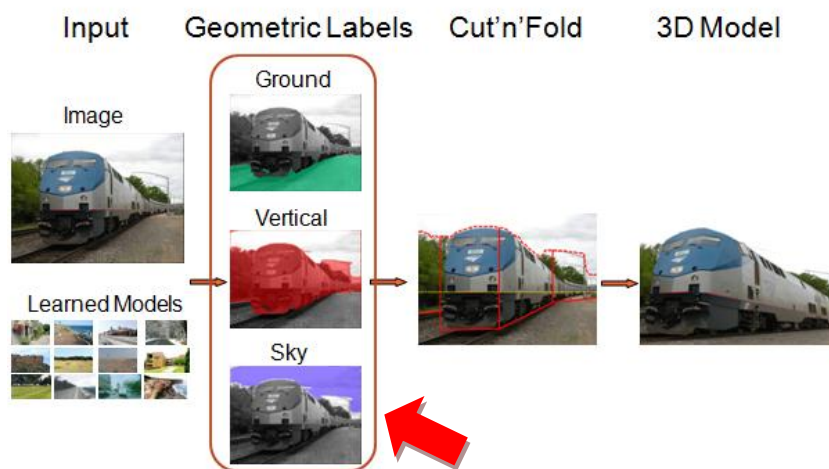 Input
Geometric Labels
Cut'n'Fold
3D Model
Image
Learned Models
Ground
Vertical
Sky